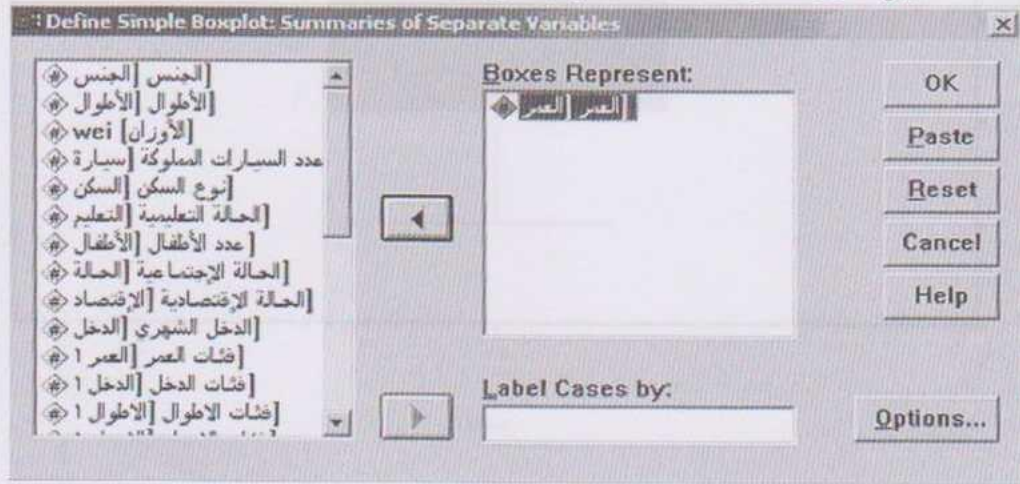 Define Simple Boxplot: Summaries of Separate Variables
الجنس [الجنس]
الأطوال [الأطوال]
wei [الأوزان]
عدد السيارات المملوكة [سيارة]
نوع السكن [السكن]
الحالة التعليمية [التعليم]
عدد الأطفال [الأطفال]
الحالة الإجتماعية [الحالة]
الحالة الإقتصادية [الإقتصاد]
الدخل الشهري [الدخل]
فئات العمر [العمر 1]
فئات الدخل [الدخل 1]
فئات الاطوال [الاطوال 1]
Boxes Represent:
العمر [العمر]
Label Cases by:
OK
Paste
Reset
Cancel
Help
Options...